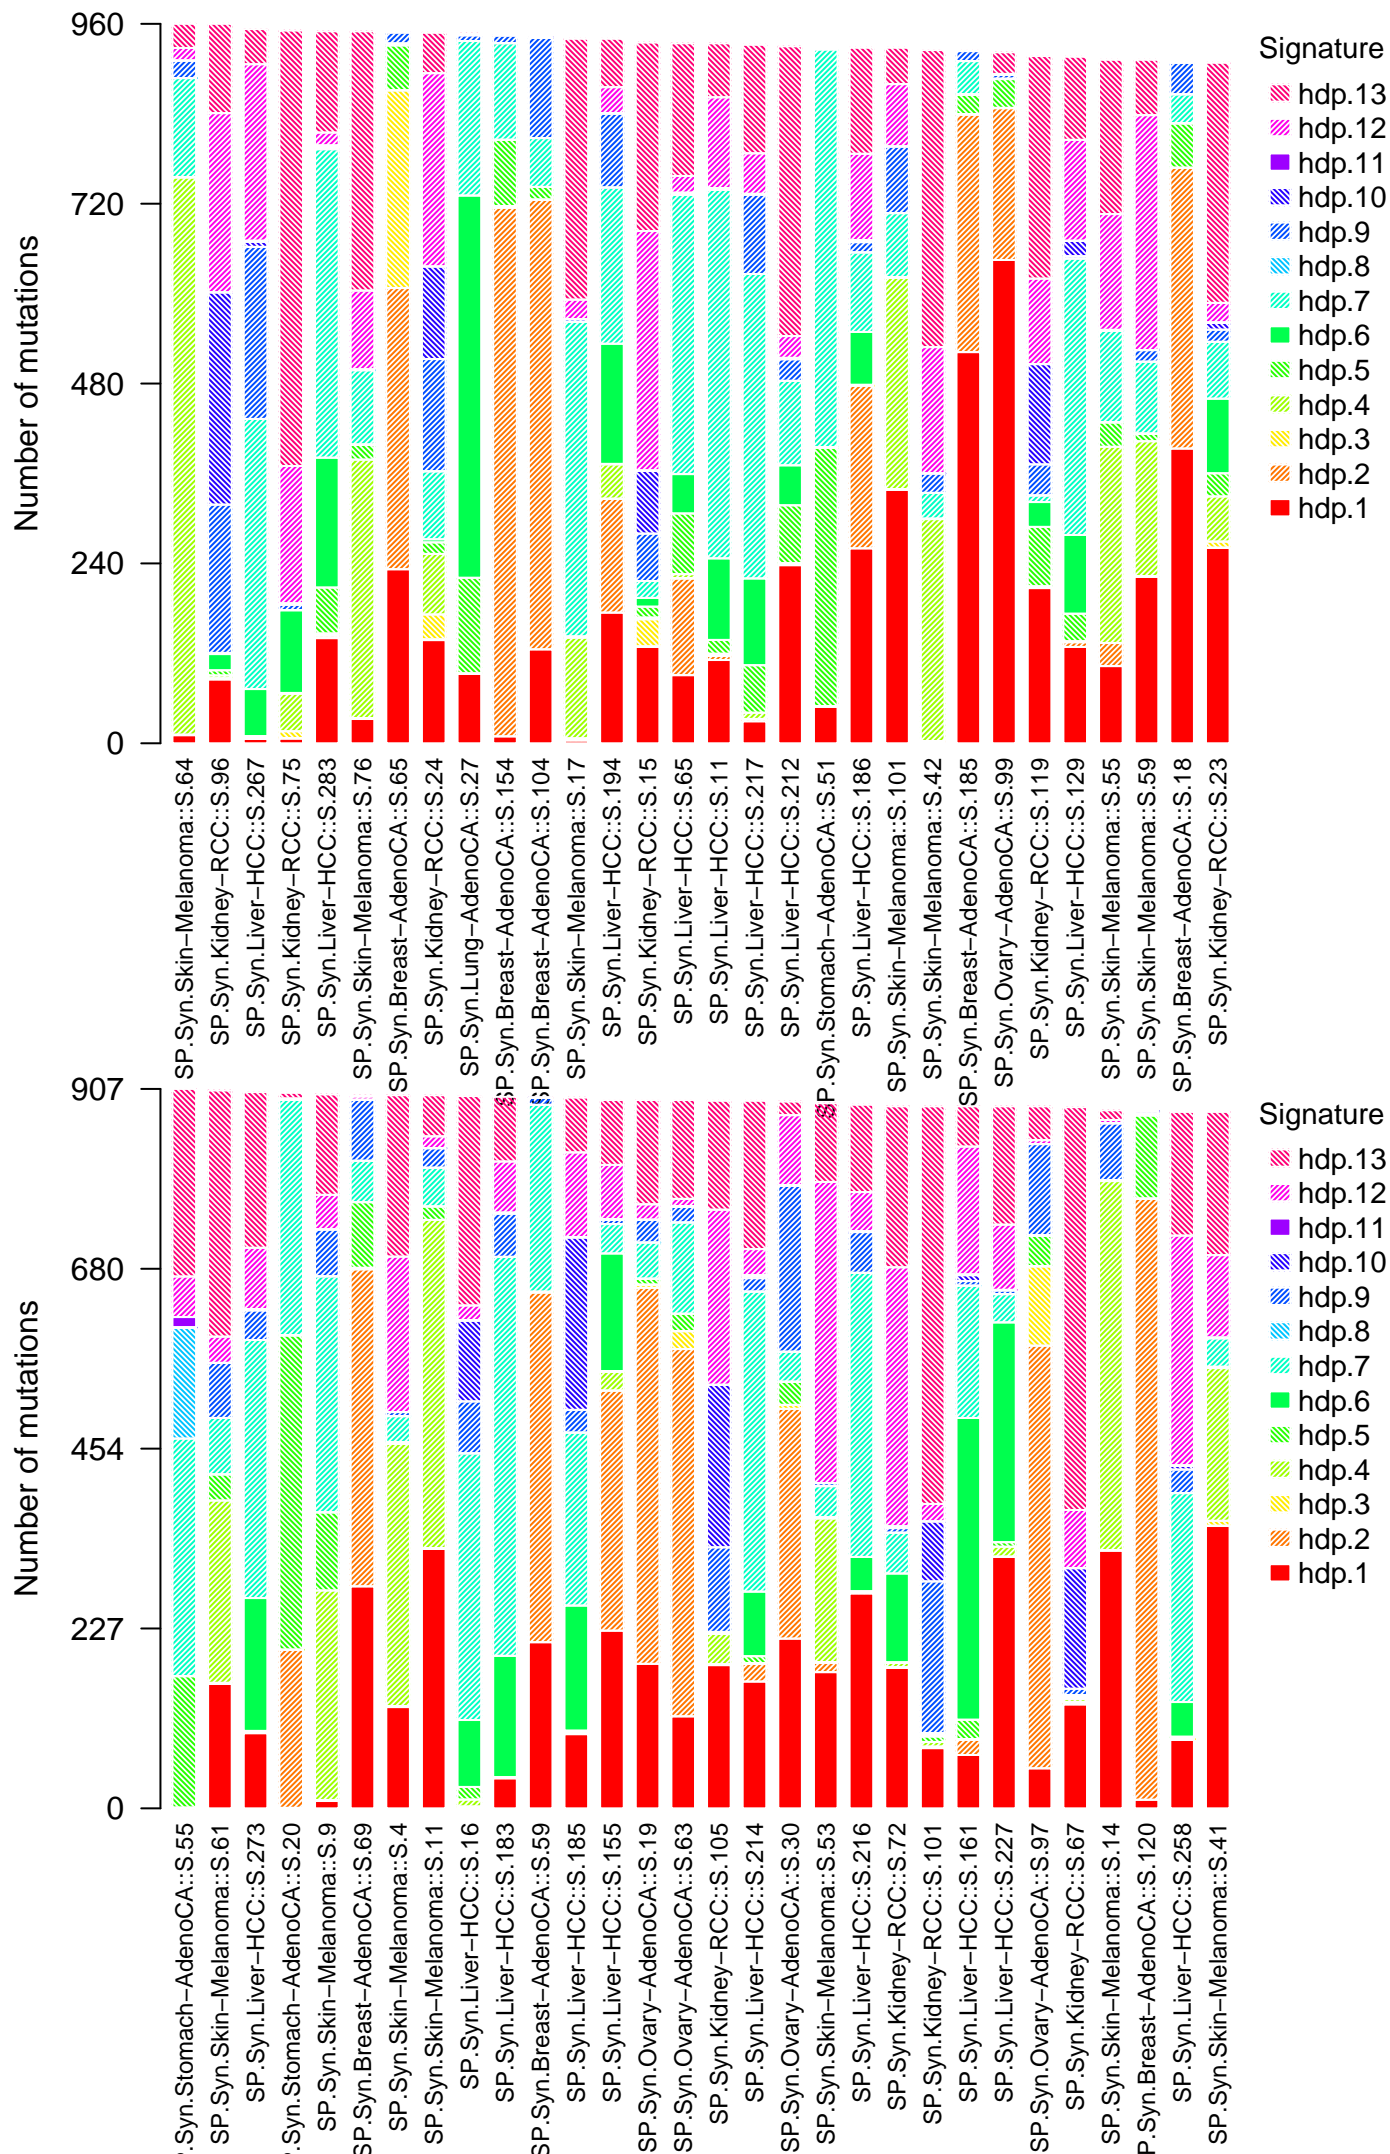 Number of mutations
960
720
480
240
0
Signature
hdp.13
hdp.12
hdp.11
hdp.10
hdp.9
hdp.8
hdp.7
hdp.6
hdp.5
hdp.4
hdp.3
hdp.2
hdp.1
SP.Syn.Skin−Melanoma::S.64
SP.Syn.Kidney−RCC::S.96
SP.Syn.Liver−HCC::S.267
SP.Syn.Kidney−RCC::S.75
SP.Syn.Liver−HCC::S.283
SP.Syn.Skin−Melanoma::S.76
SP.Syn.Breast−AdenoCA::S.65
SP.Syn.Kidney−RCC::S.24
SP.Syn.Lung−AdenoCA::S.27
SP.Syn.Breast−AdenoCA::S.154
SP.Syn.Breast−AdenoCA::S.104
SP.Syn.Skin−Melanoma::S.17
SP.Syn.Liver−HCC::S.194
SP.Syn.Kidney−RCC::S.15
SP.Syn.Liver−HCC::S.65
SP.Syn.Liver−HCC::S.11
SP.Syn.Liver−HCC::S.217
SP.Syn.Liver−HCC::S.212
SP.Syn.Stomach−AdenoCA::S.51
SP.Syn.Liver−HCC::S.186
SP.Syn.Skin−Melanoma::S.101
SP.Syn.Skin−Melanoma::S.42
SP.Syn.Breast−AdenoCA::S.185
SP.Syn.Ovary−AdenoCA::S.99
SP.Syn.Kidney−RCC::S.119
SP.Syn.Liver−HCC::S.129
SP.Syn.Skin−Melanoma::S.55
SP.Syn.Skin−Melanoma::S.59
SP.Syn.Breast−AdenoCA::S.18
SP.Syn.Kidney−RCC::S.23
Number of mutations
907
680
454
227
0
Signature
hdp.13
hdp.12
hdp.11
hdp.10
hdp.9
hdp.8
hdp.7
hdp.6
hdp.5
hdp.4
hdp.3
hdp.2
hdp.1
P.Syn.Stomach−AdenoCA::S.55
SP.Syn.Skin−Melanoma::S.61
SP.Syn.Liver−HCC::S.273
P.Syn.Stomach−AdenoCA::S.20
SP.Syn.Skin−Melanoma::S.9
SP.Syn.Breast−AdenoCA::S.69
SP.Syn.Skin−Melanoma::S.4
SP.Syn.Skin−Melanoma::S.11
SP.Syn.Liver−HCC::S.16
SP.Syn.Liver−HCC::S.183
SP.Syn.Breast−AdenoCA::S.59
SP.Syn.Liver−HCC::S.185
SP.Syn.Liver−HCC::S.155
SP.Syn.Ovary−AdenoCA::S.19
SP.Syn.Ovary−AdenoCA::S.63
SP.Syn.Kidney−RCC::S.105
SP.Syn.Liver−HCC::S.214
SP.Syn.Ovary−AdenoCA::S.30
SP.Syn.Skin−Melanoma::S.53
SP.Syn.Liver−HCC::S.216
SP.Syn.Kidney−RCC::S.72
SP.Syn.Kidney−RCC::S.101
SP.Syn.Liver−HCC::S.161
SP.Syn.Liver−HCC::S.227
SP.Syn.Ovary−AdenoCA::S.97
SP.Syn.Kidney−RCC::S.67
SP.Syn.Skin−Melanoma::S.14
SP.Syn.Breast−AdenoCA::S.120
SP.Syn.Liver−HCC::S.258
SP.Syn.Skin−Melanoma::S.41